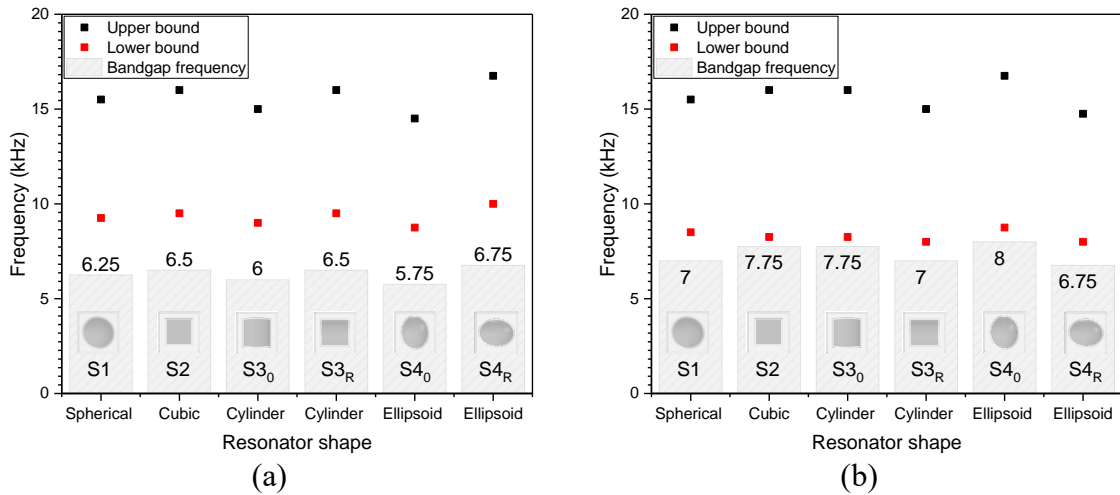 20
15
10
5
0
Frequency (kHz)
Upper bound
Lower bound
Bandgap frequency
6.25
6.5
6
6.5
5.75
6.75
S1
S2
S3₀
S3R
S4₀
S4R
Spherical
Cubic
Cylinder
Cylinder
Ellipsoid
Ellipsoid
Resonator shape
(a)
20
15
10
5
0
Frequency (kHz)
Upper bound
Lower bound
Bandgap frequency
7
7.75
7.75
7
8
6.75
S1
S2
S3₀
S3R
S4₀
S4R
Spherical
Cubic
Cylinder
Cylinder
Ellipsoid
Ellipsoid
Resonator shape
(b)